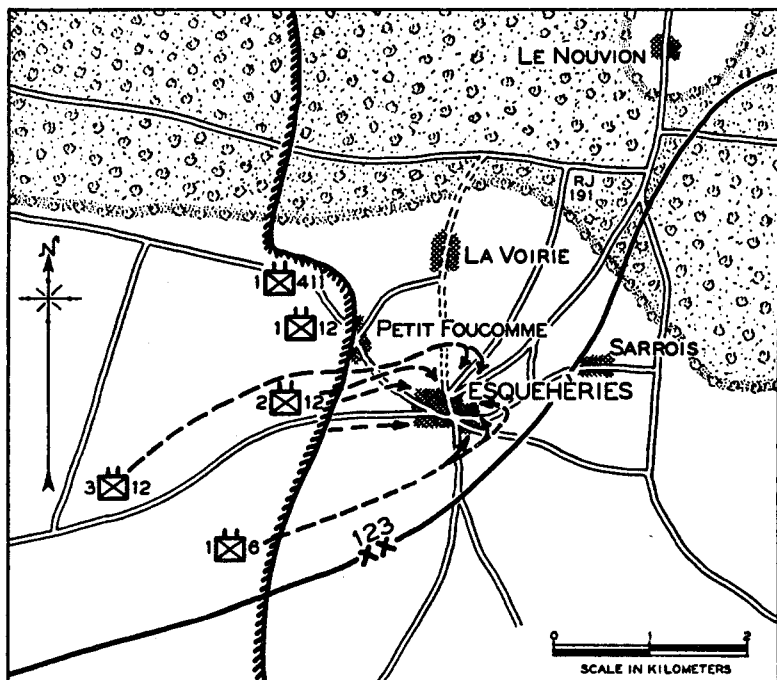 LE NOUVION
RJ
191
LA VOIRIE
N
1 411
1 12
PETIT FOUCOMME
SARROIS
2 12
ESQUEHÈRIES
3 12
1 6
123
XX
0 1 2
SCALE IN KILOMETERS